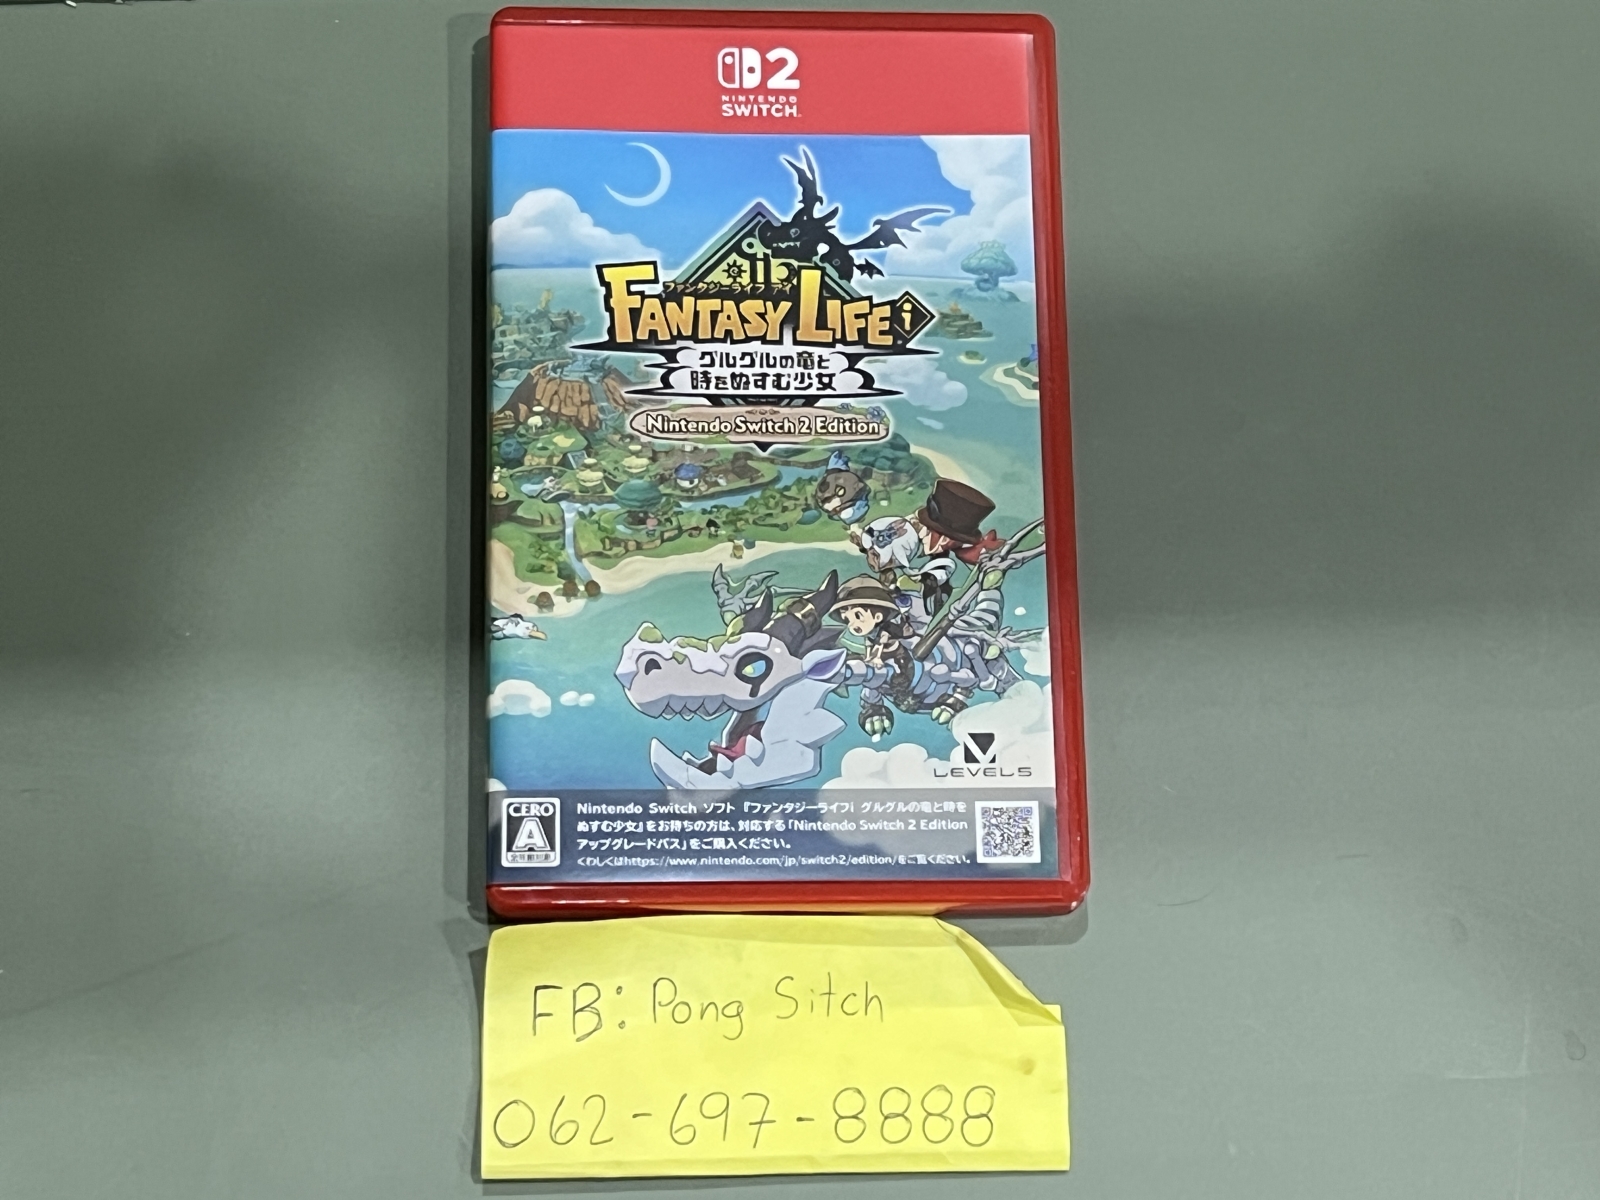 2
NINTENDO
SWITCH
ファンタジーライフ アイ
FANTASY LIFE i
グルグルの竜と
時をぬすむ少女
Nintendo Switch 2 Edition
LEVEL5
CERO
A
全年齢対象
Nintendo Switch ソフト『ファンタジーライフi グルグルの竜と時を
ぬすむ少女』をお持ちの方は、対応する「Nintendo Switch 2 Edition
アップグレードパス」をご購入ください。
くわしくはhttps://www.nintendo.com/jp/switch2/edition/をご覧ください。
FB: Pong Sitch
062-697-8888